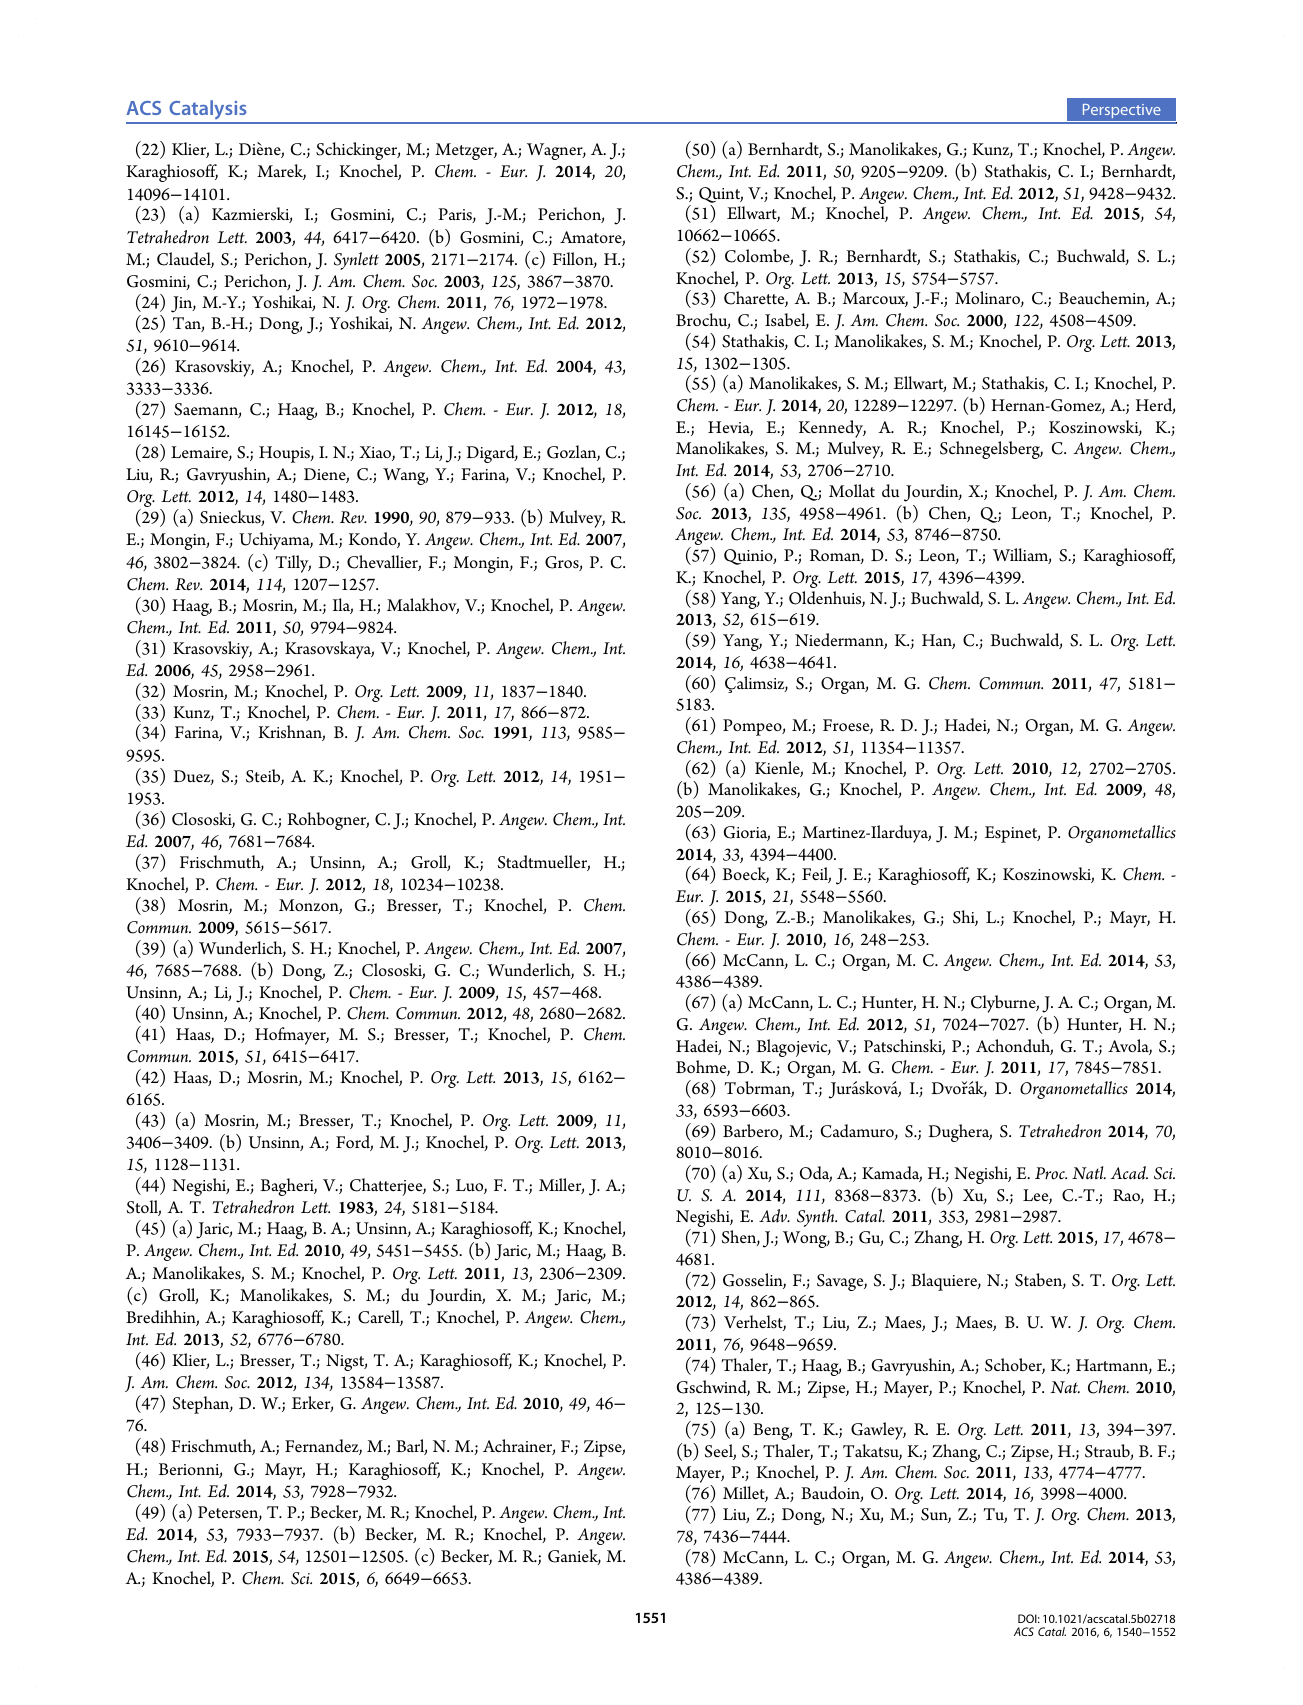 ACS Catalysis
Perspective
(22) Klier, L.; Diène, C.; Schickinger, M.; Metzger, A.; Wagner, A. J.;
Karaghiosoff, K.; Marek, I.; Knochel, P. Chem. - Eur. J. 2014, 20,
14096−14101.
(23) (a) Kazmierski, I.; Gosmini, C.; Paris, J.-M.; Perichon, J.
Tetrahedron Lett. 2003, 44, 6417−6420. (b) Gosmini, C.; Amatore,
M.; Claudel, S.; Perichon, J. Synlett 2005, 2171−2174. (c) Fillon, H.;
Gosmini, C.; Perichon, J. J. Am. Chem. Soc. 2003, 125, 3867−3870.
(24) Jin, M.-Y.; Yoshikai, N. J. Org. Chem. 2011, 76, 1972−1978.
(25) Tan, B.-H.; Dong, J.; Yoshikai, N. Angew. Chem., Int. Ed. 2012,
51, 9610−9614.
(26) Krasovskiy, A.; Knochel, P. Angew. Chem., Int. Ed. 2004, 43,
3333−3336.
(27) Saemann, C.; Haag, B.; Knochel, P. Chem. - Eur. J. 2012, 18,
16145−16152.
(28) Lemaire, S.; Houpis, I. N.; Xiao, T.; Li, J.; Digard, E.; Gozlan, C.;
Liu, R.; Gavryushin, A.; Diene, C.; Wang, Y.; Farina, V.; Knochel, P.
Org. Lett. 2012, 14, 1480−1483.
(29) (a) Snieckus, V. Chem. Rev. 1990, 90, 879−933. (b) Mulvey, R.
E.; Mongin, F.; Uchiyama, M.; Kondo, Y. Angew. Chem., Int. Ed. 2007,
46, 3802−3824. (c) Tilly, D.; Chevallier, F.; Mongin, F.; Gros, P. C.
Chem. Rev. 2014, 114, 1207−1257.
(30) Haag, B.; Mosrin, M.; Ila, H.; Malakhov, V.; Knochel, P. Angew.
Chem., Int. Ed. 2011, 50, 9794−9824.
(31) Krasovskiy, A.; Krasovskaya, V.; Knochel, P. Angew. Chem., Int.
Ed. 2006, 45, 2958−2961.
(32) Mosrin, M.; Knochel, P. Org. Lett. 2009, 11, 1837−1840.
(33) Kunz, T.; Knochel, P. Chem. - Eur. J. 2011, 17, 866−872.
(34) Farina, V.; Krishnan, B. J. Am. Chem. Soc. 1991, 113, 9585−
9595.
(35) Duez, S.; Steib, A. K.; Knochel, P. Org. Lett. 2012, 14, 1951−
1953.
(36) Clososki, G. C.; Rohbogner, C. J.; Knochel, P. Angew. Chem., Int.
Ed. 2007, 46, 7681−7684.
(37) Frischmuth, A.; Unsinn, A.; Groll, K.; Stadtmueller, H.;
Knochel, P. Chem. - Eur. J. 2012, 18, 10234−10238.
(38) Mosrin, M.; Monzon, G.; Bresser, T.; Knochel, P. Chem.
Commun. 2009, 5615−5617.
(39) (a) Wunderlich, S. H.; Knochel, P. Angew. Chem., Int. Ed. 2007,
46, 7685−7688. (b) Dong, Z.; Clososki, G. C.; Wunderlich, S. H.;
Unsinn, A.; Li, J.; Knochel, P. Chem. - Eur. J. 2009, 15, 457−468.
(40) Unsinn, A.; Knochel, P. Chem. Commun. 2012, 48, 2680−2682.
(41) Haas, D.; Hofmayer, M. S.; Bresser, T.; Knochel, P. Chem.
Commun. 2015, 51, 6415−6417.
(42) Haas, D.; Mosrin, M.; Knochel, P. Org. Lett. 2013, 15, 6162−
6165.
(43) (a) Mosrin, M.; Bresser, T.; Knochel, P. Org. Lett. 2009, 11,
3406−3409. (b) Unsinn, A.; Ford, M. J.; Knochel, P. Org. Lett. 2013,
15, 1128−1131.
(44) Negishi, E.; Bagheri, V.; Chatterjee, S.; Luo, F. T.; Miller, J. A.;
Stoll, A. T. Tetrahedron Lett. 1983, 24, 5181−5184.
(45) (a) Jaric, M.; Haag, B. A.; Unsinn, A.; Karaghiosoff, K.; Knochel,
P. Angew. Chem., Int. Ed. 2010, 49, 5451−5455. (b) Jaric, M.; Haag, B.
A.; Manolikakes, S. M.; Knochel, P. Org. Lett. 2011, 13, 2306−2309.
(c) Groll, K.; Manolikakes, S. M.; du Jourdin, X. M.; Jaric, M.;
Bredihhin, A.; Karaghiosoff, K.; Carell, T.; Knochel, P. Angew. Chem.,
Int. Ed. 2013, 52, 6776−6780.
(46) Klier, L.; Bresser, T.; Nigst, T. A.; Karaghiosoff, K.; Knochel, P.
J. Am. Chem. Soc. 2012, 134, 13584−13587.
(47) Stephan, D. W.; Erker, G. Angew. Chem., Int. Ed. 2010, 49, 46−
76.
(48) Frischmuth, A.; Fernandez, M.; Barl, N. M.; Achrainer, F.; Zipse,
H.; Berionni, G.; Mayr, H.; Karaghiosoff, K.; Knochel, P. Angew.
Chem., Int. Ed. 2014, 53, 7928−7932.
(49) (a) Petersen, T. P.; Becker, M. R.; Knochel, P. Angew. Chem., Int.
Ed. 2014, 53, 7933−7937. (b) Becker, M. R.; Knochel, P. Angew.
Chem., Int. Ed. 2015, 54, 12501−12505. (c) Becker, M. R.; Ganiek, M.
A.; Knochel, P. Chem. Sci. 2015, 6, 6649−6653.
(50) (a) Bernhardt, S.; Manolikakes, G.; Kunz, T.; Knochel, P. Angew.
Chem., Int. Ed. 2011, 50, 9205−9209. (b) Stathakis, C. I.; Bernhardt,
S.; Quint, V.; Knochel, P. Angew. Chem., Int. Ed. 2012, 51, 9428−9432.
(51) Ellwart, M.; Knochel, P. Angew. Chem., Int. Ed. 2015, 54,
10662−10665.
(52) Colombe, J. R.; Bernhardt, S.; Stathakis, C.; Buchwald, S. L.;
Knochel, P. Org. Lett. 2013, 15, 5754−5757.
(53) Charette, A. B.; Marcoux, J.-F.; Molinaro, C.; Beauchemin, A.;
Brochu, C.; Isabel, E. J. Am. Chem. Soc. 2000, 122, 4508−4509.
(54) Stathakis, C. I.; Manolikakes, S. M.; Knochel, P. Org. Lett. 2013,
15, 1302−1305.
(55) (a) Manolikakes, S. M.; Ellwart, M.; Stathakis, C. I.; Knochel, P.
Chem. - Eur. J. 2014, 20, 12289−12297. (b) Hernan-Gomez, A.; Herd,
E.; Hevia, E.; Kennedy, A. R.; Knochel, P.; Koszinowski, K.;
Manolikakes, S. M.; Mulvey, R. E.; Schnegelsberg, C. Angew. Chem.,
Int. Ed. 2014, 53, 2706−2710.
(56) (a) Chen, Q.; Mollat du Jourdin, X.; Knochel, P. J. Am. Chem.
Soc. 2013, 135, 4958−4961. (b) Chen, Q.; Leon, T.; Knochel, P.
Angew. Chem., Int. Ed. 2014, 53, 8746−8750.
(57) Quinio, P.; Roman, D. S.; Leon, T.; William, S.; Karaghiosoff,
K.; Knochel, P. Org. Lett. 2015, 17, 4396−4399.
(58) Yang, Y.; Oldenhuis, N. J.; Buchwald, S. L. Angew. Chem., Int. Ed.
2013, 52, 615−619.
(59) Yang, Y.; Niedermann, K.; Han, C.; Buchwald, S. L. Org. Lett.
2014, 16, 4638−4641.
(60) Çalimsiz, S.; Organ, M. G. Chem. Commun. 2011, 47, 5181−
5183.
(61) Pompeo, M.; Froese, R. D. J.; Hadei, N.; Organ, M. G. Angew.
Chem., Int. Ed. 2012, 51, 11354−11357.
(62) (a) Kienle, M.; Knochel, P. Org. Lett. 2010, 12, 2702−2705.
(b) Manolikakes, G.; Knochel, P. Angew. Chem., Int. Ed. 2009, 48,
205−209.
(63) Gioria, E.; Martinez-Ilarduya, J. M.; Espinet, P. Organometallics
2014, 33, 4394−4400.
(64) Boeck, K.; Feil, J. E.; Karaghiosoff, K.; Koszinowski, K. Chem. -
Eur. J. 2015, 21, 5548−5560.
(65) Dong, Z.-B.; Manolikakes, G.; Shi, L.; Knochel, P.; Mayr, H.
Chem. - Eur. J. 2010, 16, 248−253.
(66) McCann, L. C.; Organ, M. C. Angew. Chem., Int. Ed. 2014, 53,
4386−4389.
(67) (a) McCann, L. C.; Hunter, H. N.; Clyburne, J. A. C.; Organ, M.
G. Angew. Chem., Int. Ed. 2012, 51, 7024−7027. (b) Hunter, H. N.;
Hadei, N.; Blagojevic, V.; Patschinski, P.; Achonduh, G. T.; Avola, S.;
Bohme, D. K.; Organ, M. G. Chem. - Eur. J. 2011, 17, 7845−7851.
(68) Tobrman, T.; Jurásková, I.; Dvořák, D. Organometallics 2014,
33, 6593−6603.
(69) Barbero, M.; Cadamuro, S.; Dughera, S. Tetrahedron 2014, 70,
8010−8016.
(70) (a) Xu, S.; Oda, A.; Kamada, H.; Negishi, E. Proc. Natl. Acad. Sci.
U. S. A. 2014, 111, 8368−8373. (b) Xu, S.; Lee, C.-T.; Rao, H.;
Negishi, E. Adv. Synth. Catal. 2011, 353, 2981−2987.
(71) Shen, J.; Wong, B.; Gu, C.; Zhang, H. Org. Lett. 2015, 17, 4678−
4681.
(72) Gosselin, F.; Savage, S. J.; Blaquiere, N.; Staben, S. T. Org. Lett.
2012, 14, 862−865.
(73) Verhelst, T.; Liu, Z.; Maes, J.; Maes, B. U. W. J. Org. Chem.
2011, 76, 9648−9659.
(74) Thaler, T.; Haag, B.; Gavryushin, A.; Schober, K.; Hartmann, E.;
Gschwind, R. M.; Zipse, H.; Mayer, P.; Knochel, P. Nat. Chem. 2010,
2, 125−130.
(75) (a) Beng, T. K.; Gawley, R. E. Org. Lett. 2011, 13, 394−397.
(b) Seel, S.; Thaler, T.; Takatsu, K.; Zhang, C.; Zipse, H.; Straub, B. F.;
Mayer, P.; Knochel, P. J. Am. Chem. Soc. 2011, 133, 4774−4777.
(76) Millet, A.; Baudoin, O. Org. Lett. 2014, 16, 3998−4000.
(77) Liu, Z.; Dong, N.; Xu, M.; Sun, Z.; Tu, T. J. Org. Chem. 2013,
78, 7436−7444.
(78) McCann, L. C.; Organ, M. G. Angew. Chem., Int. Ed. 2014, 53,
4386−4389.
1551
DOI: 10.1021/acscatal.5b02718
ACS Catal. 2016, 6, 1540−1552